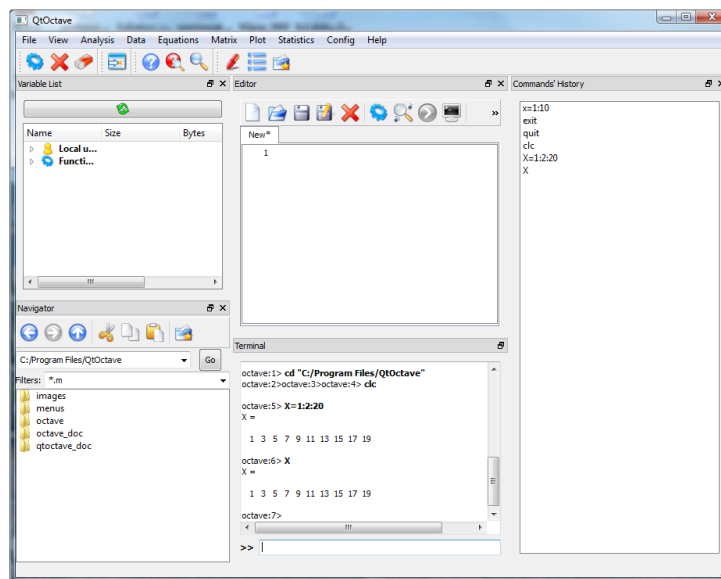 QtOctave
File View Analysis Data Equations Matrix Plot Statistics Config Help
Variable List
Name Size Bytes
Local u...
Functi...
Navigator
C:/Program Files/QtOctave Go
Filters: *.m
images
menus
octave
octave_doc
qtoctave_doc
Editor
»
New*
1
Terminal
octave:1> cd "C:/Program Files/QtOctave"
octave:2>octave:3>octave:4> clc
octave:5> X=1:2:20
X =
1 3 5 7 9 11 13 15 17 19
octave:6> X
X =
1 3 5 7 9 11 13 15 17 19
octave:7>
>>
Commands' History
x=1:10
exit
quit
clc
X=1:2:20
X